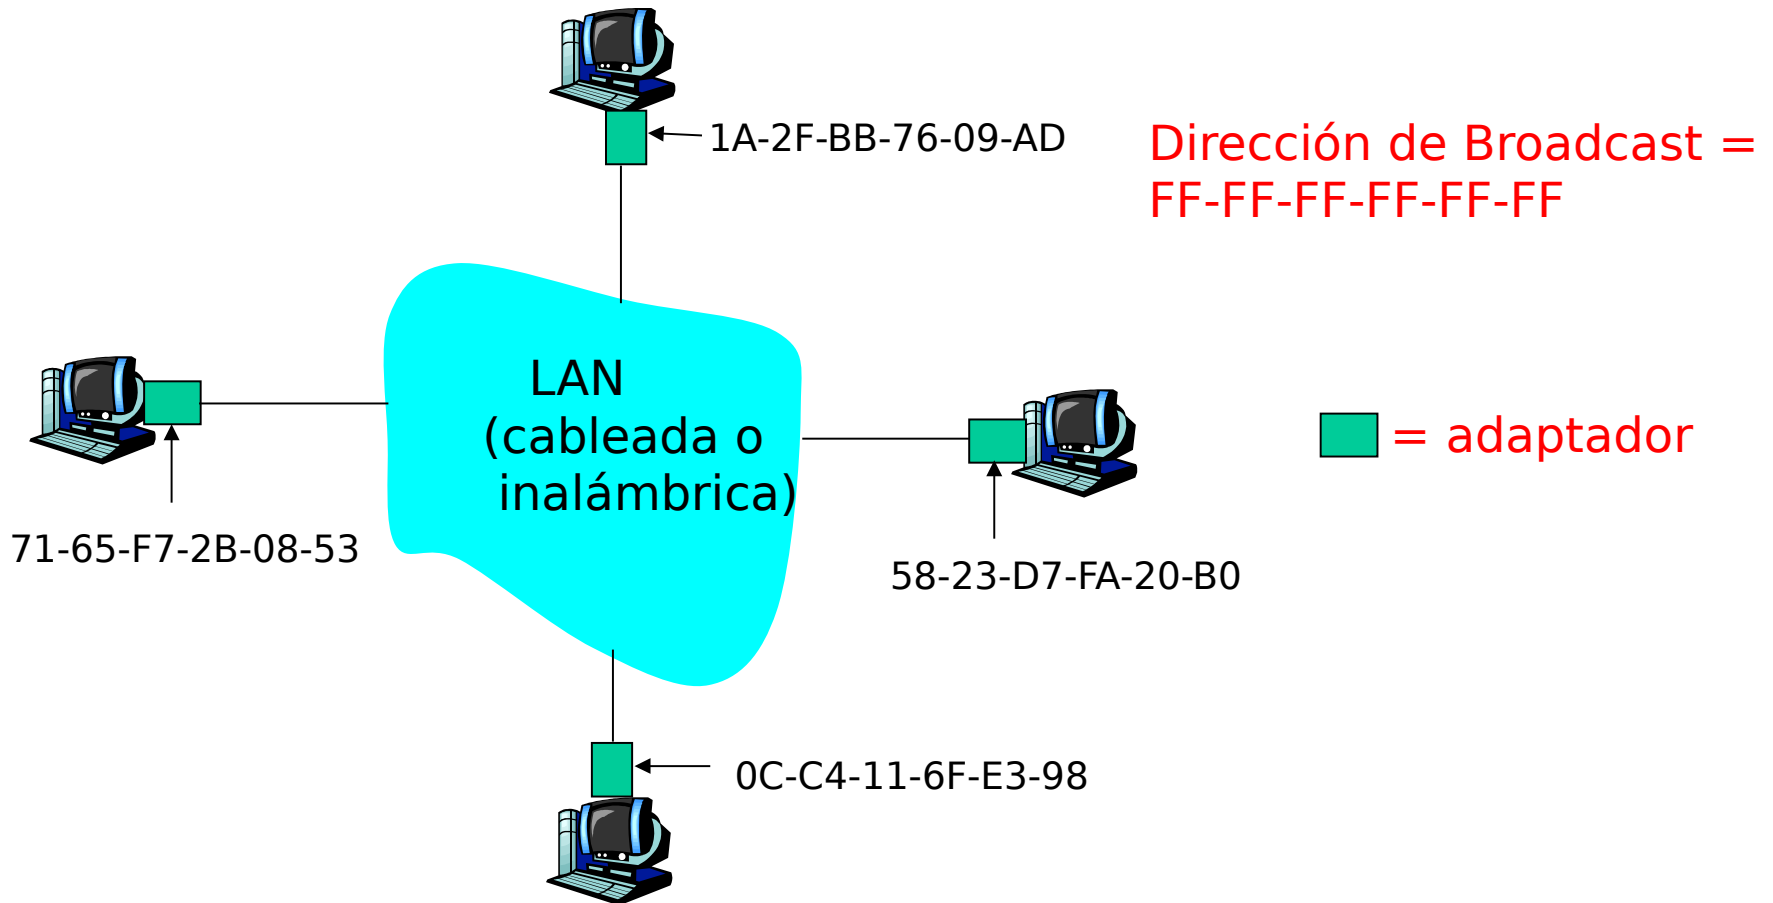 1A-2F-BB-76-09-AD
Dirección de Broadcast =
FF-FF-FF-FF-FF-FF
LAN
(cableada o
inalámbrica)
= adaptador
71-65-F7-2B-08-53
58-23-D7-FA-20-B0
0C-C4-11-6F-E3-98